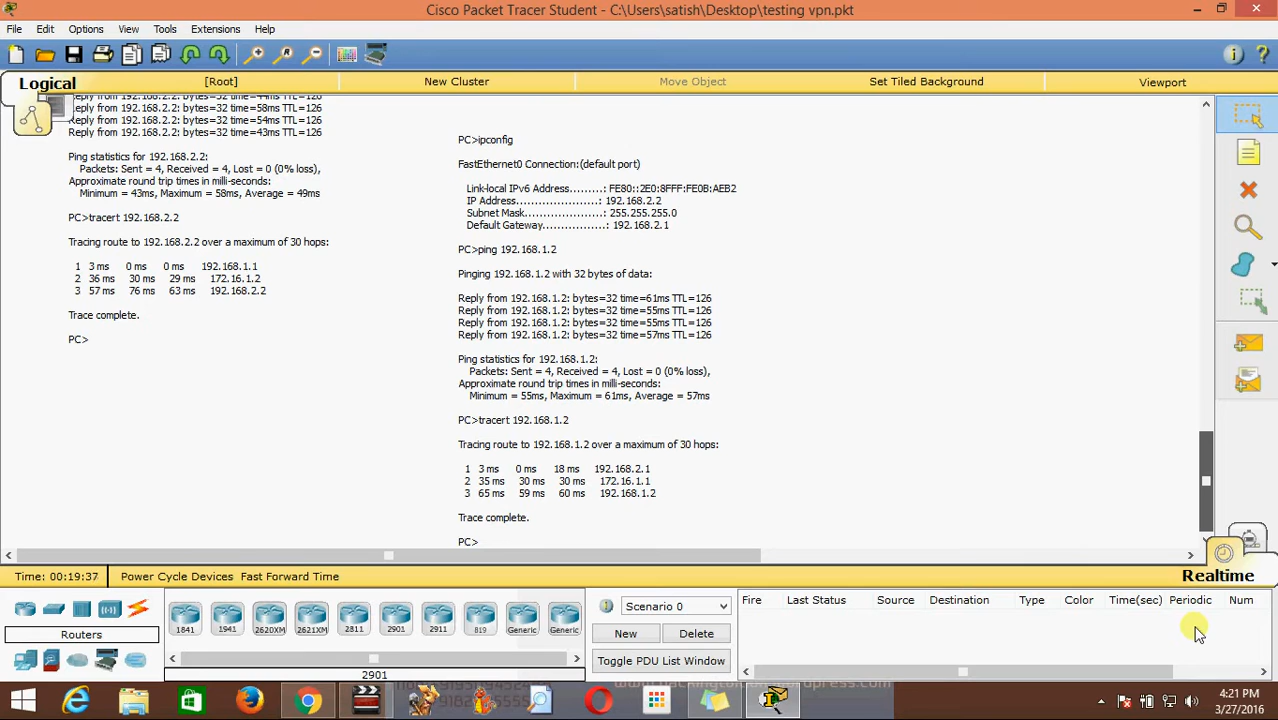 Cisco Packet Tracer Student - C:\Users\satish\Desktop\testing vpn.pkt
File Edit Options View Tools Extensions Help
Logical [Root] New Cluster Move Object Set Tiled Background Viewport
Reply from 192.168.2.2: bytes=32 time=44ms TTL=126
Reply from 192.168.2.2: bytes=32 time=58ms TTL=126
Reply from 192.168.2.2: bytes=32 time=54ms TTL=126
Reply from 192.168.2.2: bytes=32 time=43ms TTL=126
Ping statistics for 192.168.2.2:
Packets: Sent = 4, Received = 4, Lost = 0 (0% loss),
Approximate round trip times in milli-seconds:
Minimum = 43ms, Maximum = 58ms, Average = 49ms
PC>tracert 192.168.2.2
Tracing route to 192.168.2.2 over a maximum of 30 hops:
1 3 ms 0 ms 0 ms 192.168.1.1
2 36 ms 30 ms 29 ms 172.16.1.2
3 57 ms 76 ms 63 ms 192.168.2.2
Trace complete.
PC>
PC>ipconfig
FastEthernet0 Connection:(default port)
Link-local IPv6 Address.........: FE80::2E0:8FFF:FE0B:AEB2
IP Address......................: 192.168.2.2
Subnet Mask.....................: 255.255.255.0
Default Gateway.................: 192.168.2.1
PC>ping 192.168.1.2
Pinging 192.168.1.2 with 32 bytes of data:
Reply from 192.168.1.2: bytes=32 time=61ms TTL=126
Reply from 192.168.1.2: bytes=32 time=55ms TTL=126
Reply from 192.168.1.2: bytes=32 time=55ms TTL=126
Reply from 192.168.1.2: bytes=32 time=57ms TTL=126
Ping statistics for 192.168.1.2:
Packets: Sent = 4, Received = 4, Lost = 0 (0% loss),
Approximate round trip times in milli-seconds:
Minimum = 55ms, Maximum = 61ms, Average = 57ms
PC>tracert 192.168.1.2
Tracing route to 192.168.1.2 over a maximum of 30 hops:
1 3 ms 0 ms 18 ms 192.168.2.1
2 35 ms 30 ms 30 ms 172.16.1.1
3 65 ms 59 ms 60 ms 192.168.1.2
Trace complete.
PC>
Time: 00:19:37 Power Cycle Devices Fast Forward Time Realtime
Routers
1841 1941 2620XM 2621XM 2811 2901 2911 819 Generic Generic
2901
Scenario 0
New Delete
Toggle PDU List Window
Fire Last Status Source Destination Type Color Time(sec) Periodic Num
4:21 PM
3/27/2016